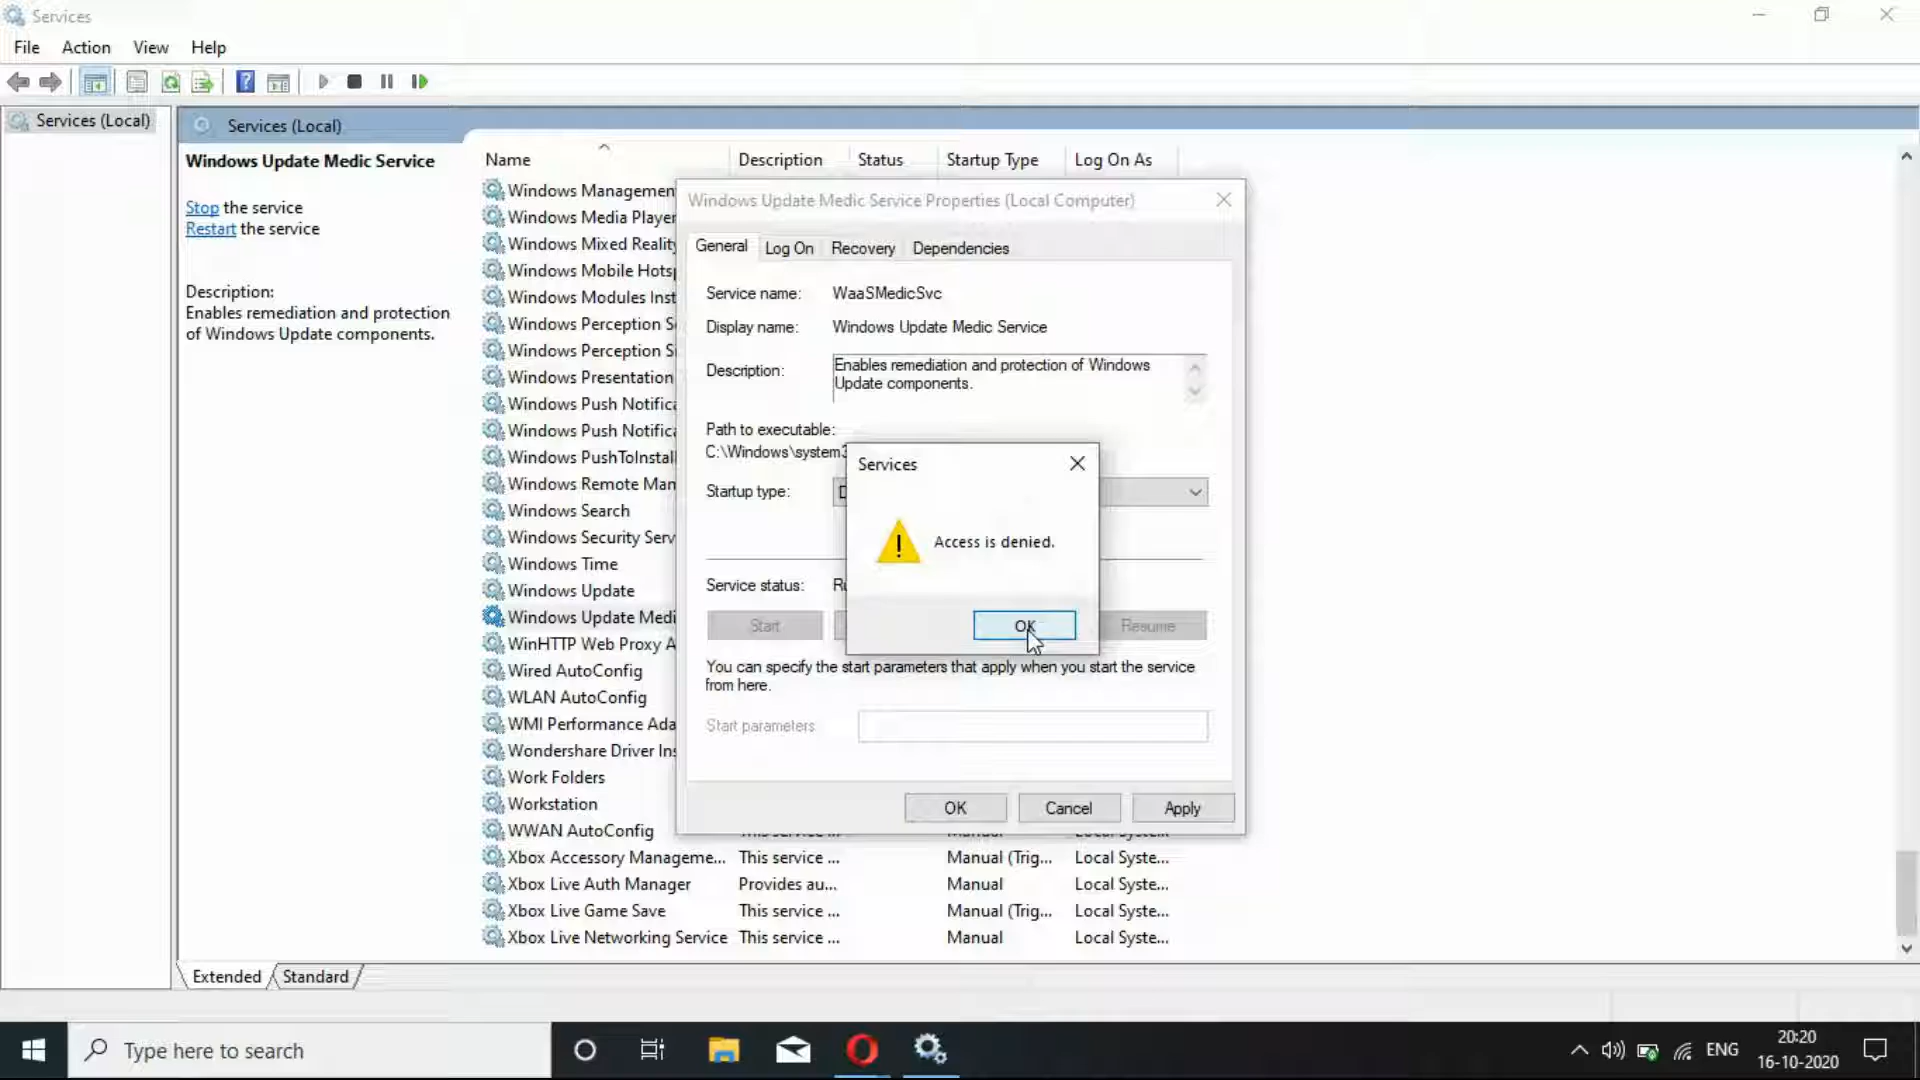 Services
File Action View Help
Services (Local)
Services (Local)
Windows Update Medic Service
Stop the service
Restart the service
Description:
Enables remediation and protection
of Windows Update components.
Name Description Status Startup Type Log On As
Windows Managemen
Windows Media Player
Windows Mixed Reality
Windows Mobile Hots
Windows Modules Inst
Windows Perception S
Windows Perception Si
Windows Presentation
Windows Push Notifica
Windows Push Notifica
Windows PushToInstall
Windows Remote Man
Windows Search
Windows Security Serv
Windows Time
Windows Update
Windows Update Medi
WinHTTP Web Proxy A
Wired AutoConfig
WLAN AutoConfig
WMI Performance Ada
Wondershare Driver Ins
Work Folders
Workstation
WWAN AutoConfig
Xbox Accessory Manageme... This service ... Manual (Trig... Local Syste...
Xbox Live Auth Manager Provides au... Manual Local Syste...
Xbox Live Game Save This service ... Manual (Trig... Local Syste...
Xbox Live Networking Service This service ... Manual Local Syste...
Extended Standard
Windows Update Medic Service Properties (Local Computer)
General Log On Recovery Dependencies
Service name: WaaSMedicSvc
Display name: Windows Update Medic Service
Description: Enables remediation and protection of Windows
Update components.
Path to executable:
C:\Windows\system3
Startup type:
Service status: Ru
Start Resume
You can specify the start parameters that apply when you start the service
from here.
Start parameters
OK Cancel Apply
Services
Access is denied.
OK
Type here to search
ENG
20:20
16-10-2020